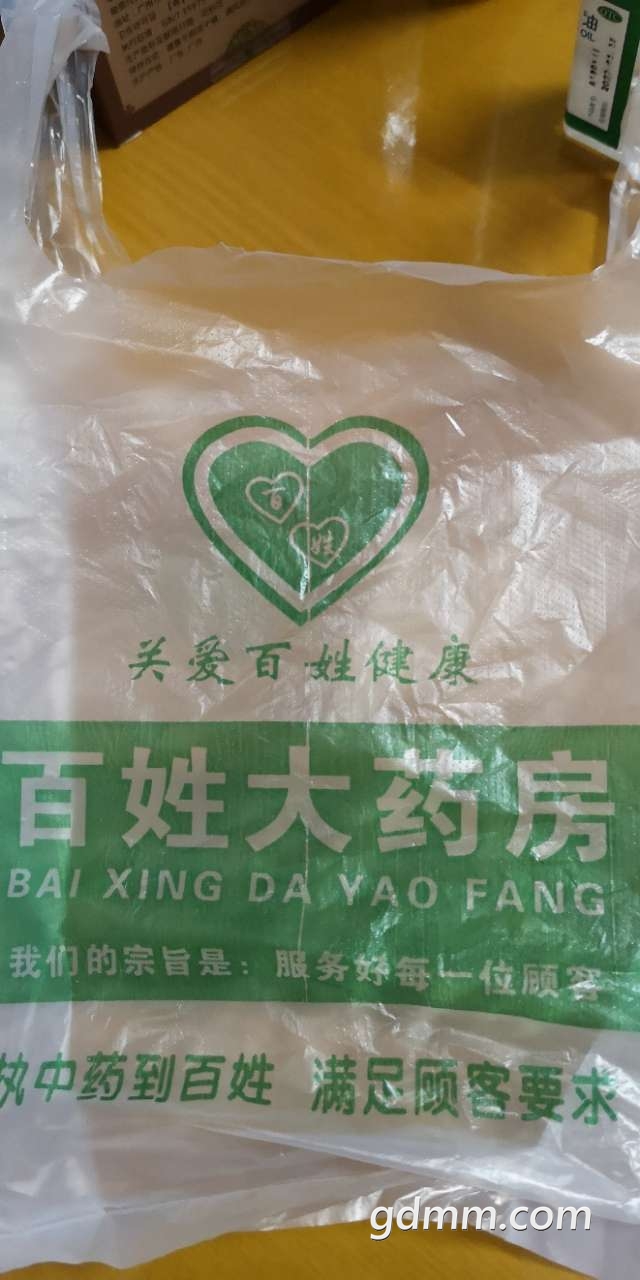 油
OIL
OTC
百
姓
关爱百姓健康
百姓大药房
BAI XING DA YAO FANG
我们的宗旨是：服务好每一位顾客
执中药到百姓 满足顾客要求
gdmm.com